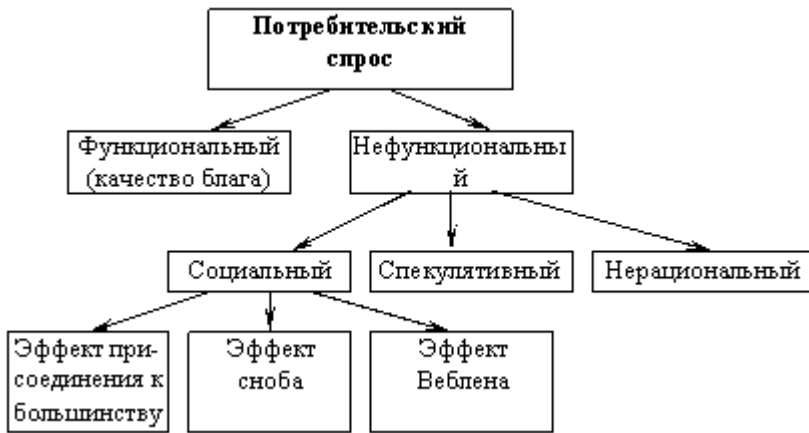 Потребительский
спрос
Функциональный
(качество блага)
Нефункциональны
й
Социальный
Спекулятивный
Нерациональный
Эффект при-
соединения к
большинству
Эффект
сноба
Эффект
Веблена